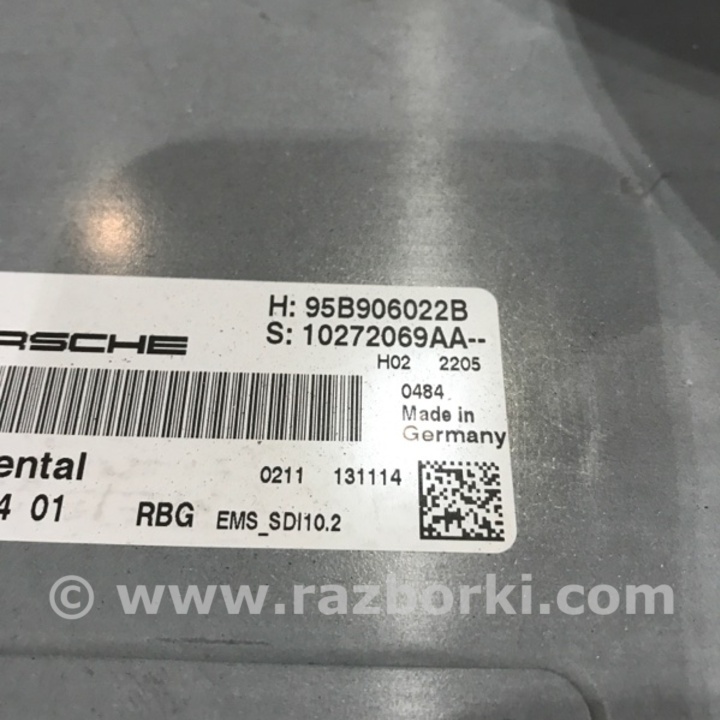 H: 95B906022B
RSCHE S: 10272069AA--
H02 2205
0484
Made in
Germany
ental 0211 131114
4 01 RBG EMS_SDI10.2
© www.razborki.com